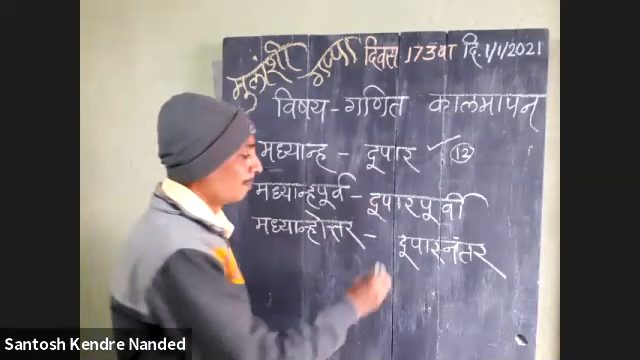 मुलांशी गप्पा दिवस 173वा दि. 1/1/2021
विषय - गणित कालमापन
मध्यान्ह - दूपार ✓ (12)
मध्यान्हपूर्व - दूपारपूर्वी
मध्यान्होत्तर - दूपारनंतर
Santosh Kendre Nanded